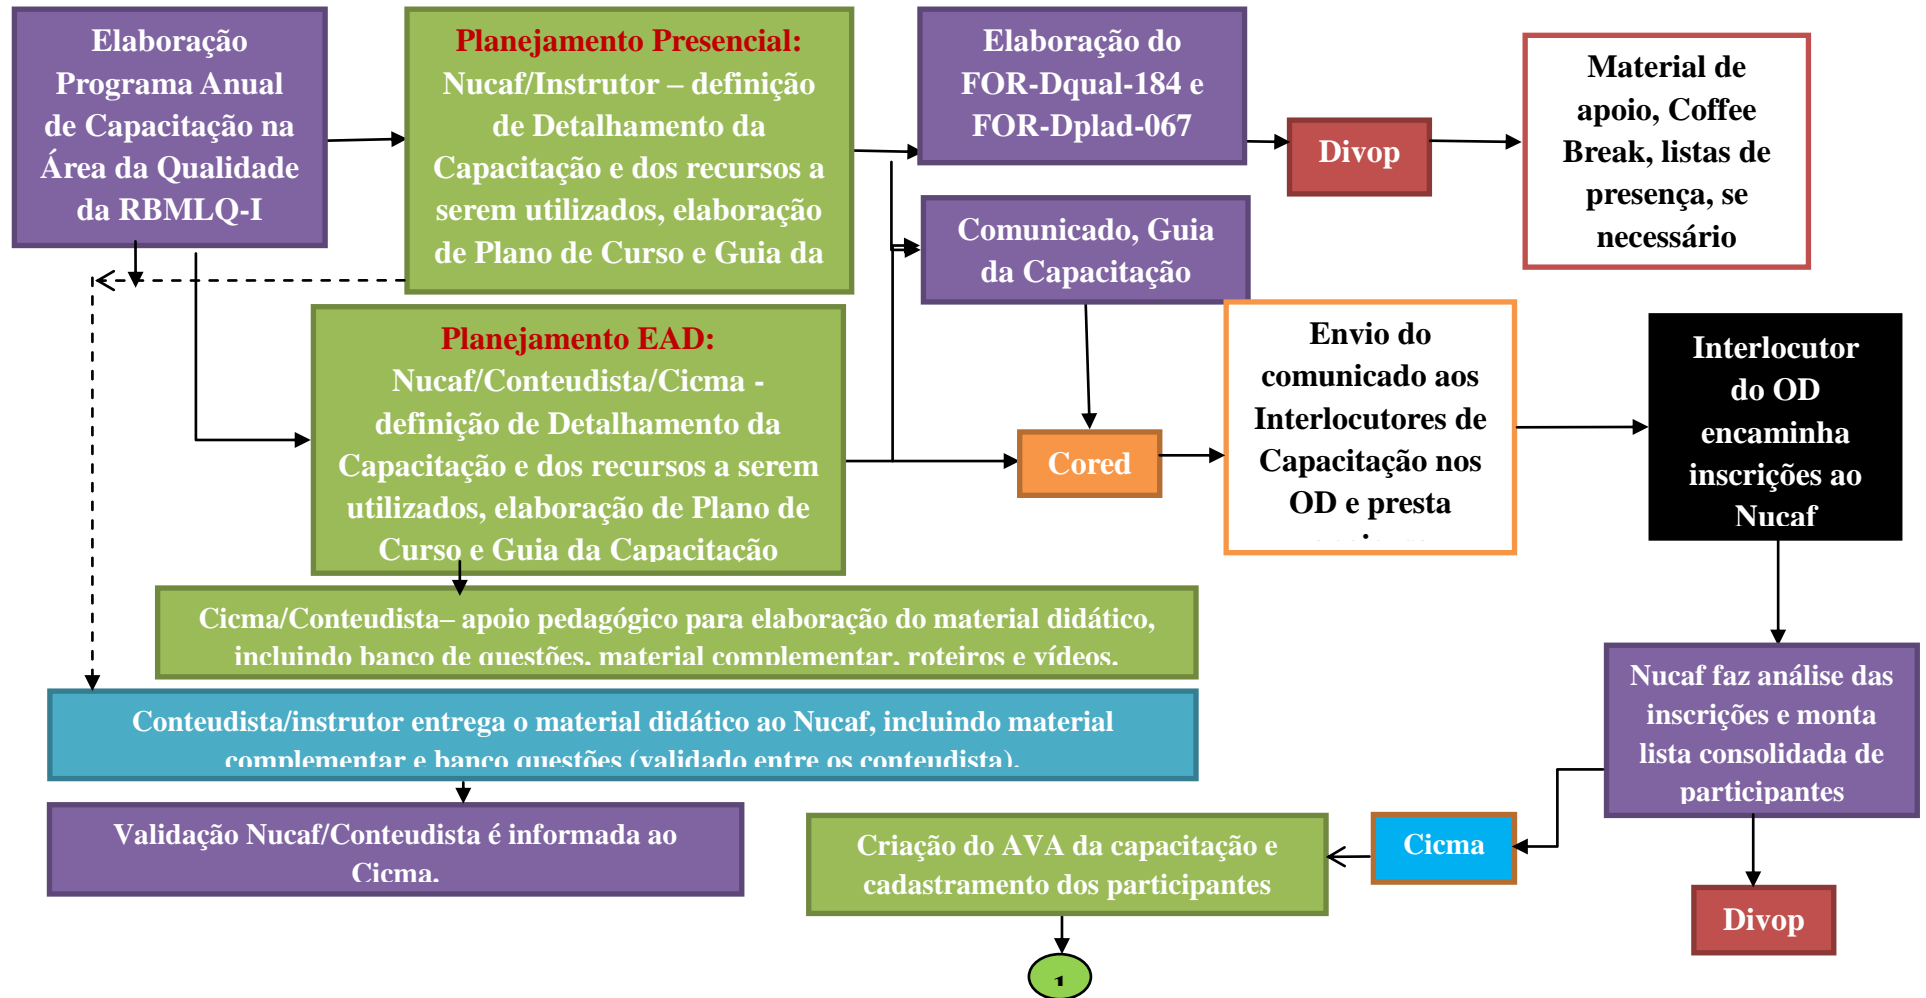 Elaboração
Programa Anual
de Capacitação na
Área da Qualidade
da RBMLQ-I
Planejamento Presencial:
Nucaf/Instrutor – definição
de Detalhamento da
Capacitação e dos recursos a
serem utilizados, elaboração
de Plano de Curso e Guia da
Elaboração do
FOR-Dqual-184 e
FOR-Dplad-067
Divop
Material de
apoio, Coffee
Break, listas de
presença, se
necessário
Comunicado, Guia
da Capacitação
Planejamento EAD:
Nucaf/Conteudista/Cicma -
definição de Detalhamento da
Capacitação e dos recursos a serem
utilizados, elaboração de Plano de
Curso e Guia da Capacitação
Cored
Envio do
comunicado aos
Interlocutores de
Capacitação nos
OD e presta
Interlocutor
do OD
encaminha
inscrições ao
Nucaf
Cicma/Conteudista– apoio pedagógico para elaboração do material didático,
incluindo banco de questões, material complementar, roteiros e vídeos.
Conteudista/instrutor entrega o material didático ao Nucaf, incluindo material
complementar e banco questões (validado entre os conteudista).
Validação Nucaf/Conteudista é informada ao
Cicma.
Nucaf faz análise das
inscrições e monta
lista consolidada de
participantes
Cicma
Criação do AVA da capacitação e
cadastramento dos participantes
Divop
1